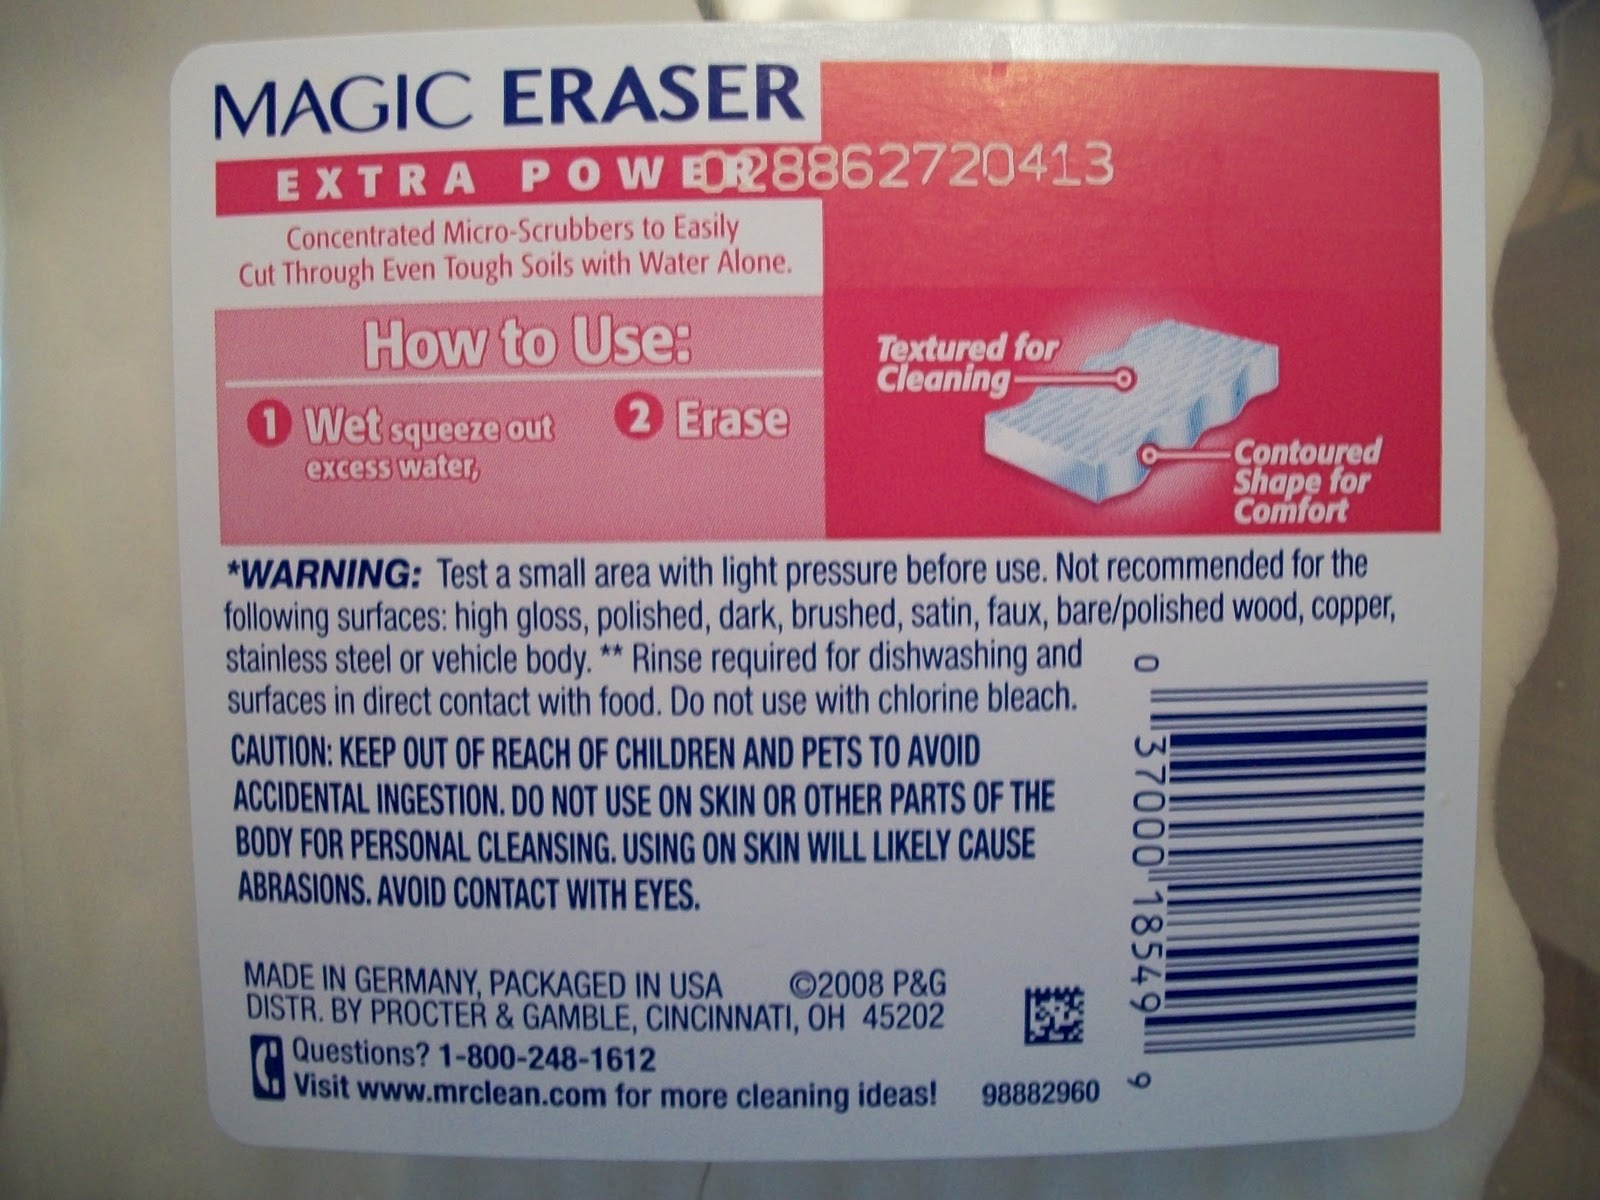 MAGIC ERASER
EXTRA POWER
028862720413
Concentrated Micro-Scrubbers to Easily
Cut Through Even Tough Soils with Water Alone.
How to Use:
1 Wet squeeze out
excess water,
2 Erase
Textured for
Cleaning
Contoured
Shape for
Comfort
*WARNING: Test a small area with light pressure before use. Not recommended for the
following surfaces: high gloss, polished, dark, brushed, satin, faux, bare/polished wood, copper,
stainless steel or vehicle body. ** Rinse required for dishwashing and
surfaces in direct contact with food. Do not use with chlorine bleach.
CAUTION: KEEP OUT OF REACH OF CHILDREN AND PETS TO AVOID
ACCIDENTAL INGESTION. DO NOT USE ON SKIN OR OTHER PARTS OF THE
BODY FOR PERSONAL CLEANSING. USING ON SKIN WILL LIKELY CAUSE
ABRASIONS. AVOID CONTACT WITH EYES.
MADE IN GERMANY, PACKAGED IN USA ©2008 P&G
DISTR. BY PROCTER & GAMBLE, CINCINNATI, OH 45202
Questions? 1-800-248-1612
Visit www.mrclean.com for more cleaning ideas!
98882960
0 37000 18549 9